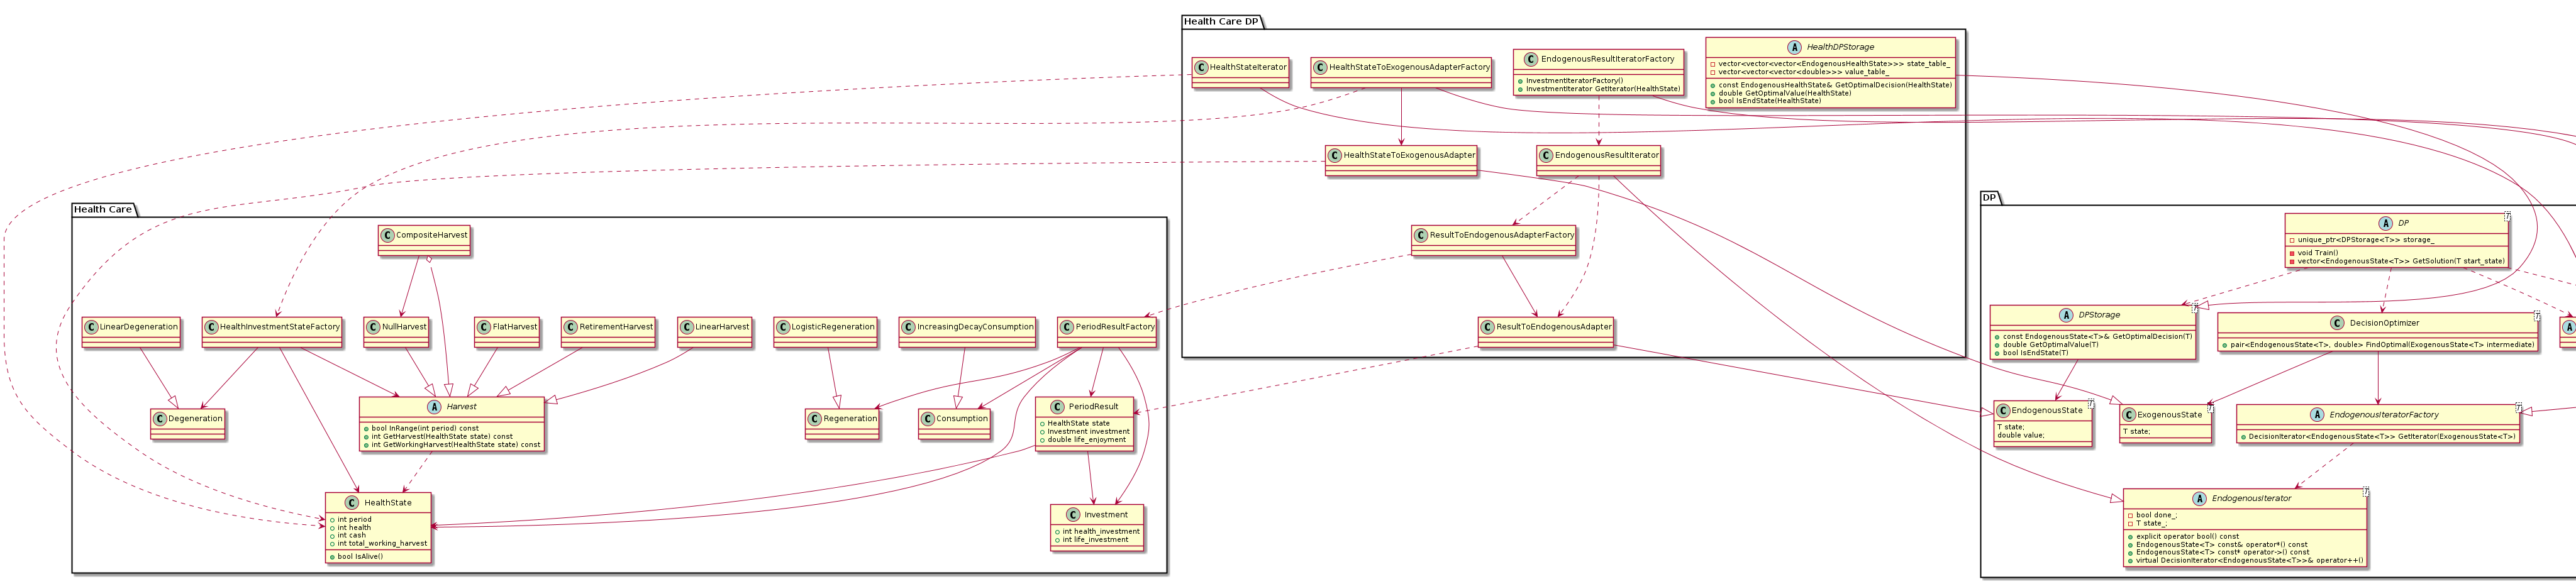 Health Care DP
C HealthStateIterator
C HealthStateToExogenousAdapterFactory
C EndogenousResultIteratorFactory
InvestmentIteratorFactory()
InvestmentIterator GetIterator(HealthState)
A HealthDPStorage
vector<vector<vector<EndogenousHealthState>>> state_table_
vector<vector<vector<double>>> value_table_
const EndogenousHealthState& GetOptimalDecision(HealthState)
double GetOptimalValue(HealthState)
bool IsEndState(HealthState)
C HealthStateToExogenousAdapter
C EndogenousResultIterator
C ResultToEndogenousAdapterFactory
C ResultToEndogenousAdapter
Health Care
C CompositeHarvest
C LinearDegeneration
C HealthInvestmentStateFactory
C NullHarvest
C FlatHarvest
C RetirementHarvest
C LinearHarvest
C LogisticRegeneration
C IncreasingDecayConsumption
C PeriodResultFactory
C Degeneration
A Harvest
bool InRange(int period) const
int GetHarvest(HealthState state) const
int GetWorkingHarvest(HealthState state) const
C Regeneration
C Consumption
C PeriodResult
HealthState state
Investment investment
double life_enjoyment
C HealthState
int period
int health
int cash
int total_working_harvest
bool IsAlive()
C Investment
int health_investment
int life_investment
DP
A DP
T
unique_ptr<DPStorage<T>> storage_
void Train()
vector<EndogenousState<T>> GetSolution(T start_state)
A DPStorage
T
const EndogenousState<T>& GetOptimalDecision(T)
double GetOptimalValue(T)
bool IsEndState(T)
C DecisionOptimizer
T
pair<EndogenousState<T>, double> FindOptimal(ExogenousState<T> intermediate)
A
C EndogenousState
T
T state;
double value;
C ExogenousState
T
T state;
A EndogenousIteratorFactory
T
DecisionIterator<EndogenousState<T>> GetIterator(ExogenousState<T>)
A EndogenousIterator
T
bool done_;
T state_;
explicit operator bool() const
EndogenousState<T> const& operator*() const
EndogenousState<T> const* operator->() const
virtual DecisionIterator<EndogenousState<T>>& operator++()